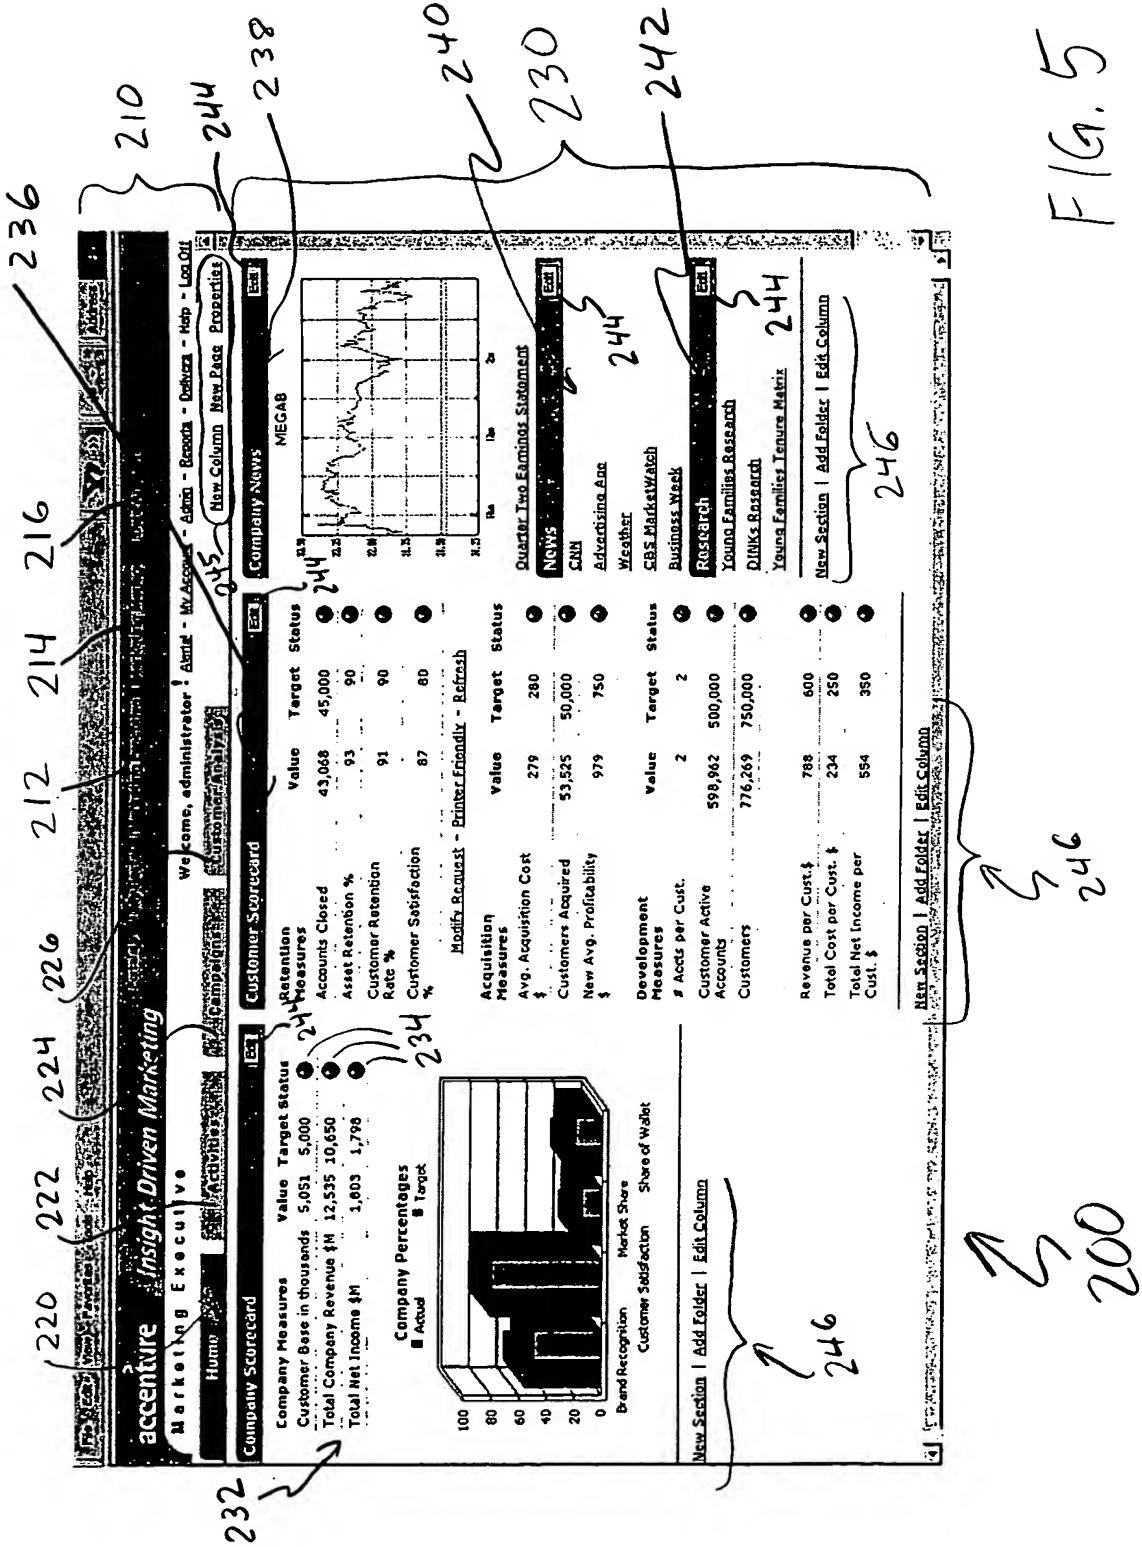 236
210
244
238
240
230
242
216
214
212
226
224
222
220
File Edit View Favorites Tools Help
Address
accenture Insight Driven Marketing
Marketing Executive
Welcome, administrator! Alerts! - My Account - Admin - Reports - Delivers - Help - Log Off
Home Activities Campaigns Customer Analysis
245
New Column New Page Properties
Company Scorecard Edit
244
Company Measures Value Target Status
Customer Base in thousands 5,051 5,000
Total Company Revenue $M 12,535 10,650
Total Net Income $M 1,803 1,798
232
234
Company Percentages
Actual Target
100
80
60
40
20
0
Brand Recognition Market Share
Customer Satisfaction Share of Wallet
New Section | Add Folder | Edit Column
246
Customer Scorecard Edit
244
Retention Measures Value Target Status
Accounts Closed 43,068 45,000
Asset Retention % 93 90
Customer Retention Rate % 91 90
Customer Satisfaction % 87 80
Modify Request - Printer Friendly - Refresh
Acquisition Measures Value Target Status
Avg. Acquisition Cost $ 279 280
Customers Acquired 53,525 50,000
New Avg. Profitability $ 979 750
Development Measures Value Target Status
# Accts per Cust. 2 2
Customer Active Accounts 598,962 500,000
Customers 776,269 750,000
Revenue per Cust.$ 788 600
Total Cost per Cust. $ 234 250
Total Net Income per Cust. $ 554 350
New Section | Add Folder | Edit Column
246
Company News Edit
MEGAB
Quarter Two Earnings Statement
News Edit
244
CNN
Advertising Age
Weather
CBS MarketWatch
Business Week
Research Edit
244
Young Families Research
DINKs Research
Young Families Tenure Matrix
New Section | Add Folder | Edit Column
246
200
FIG. 5